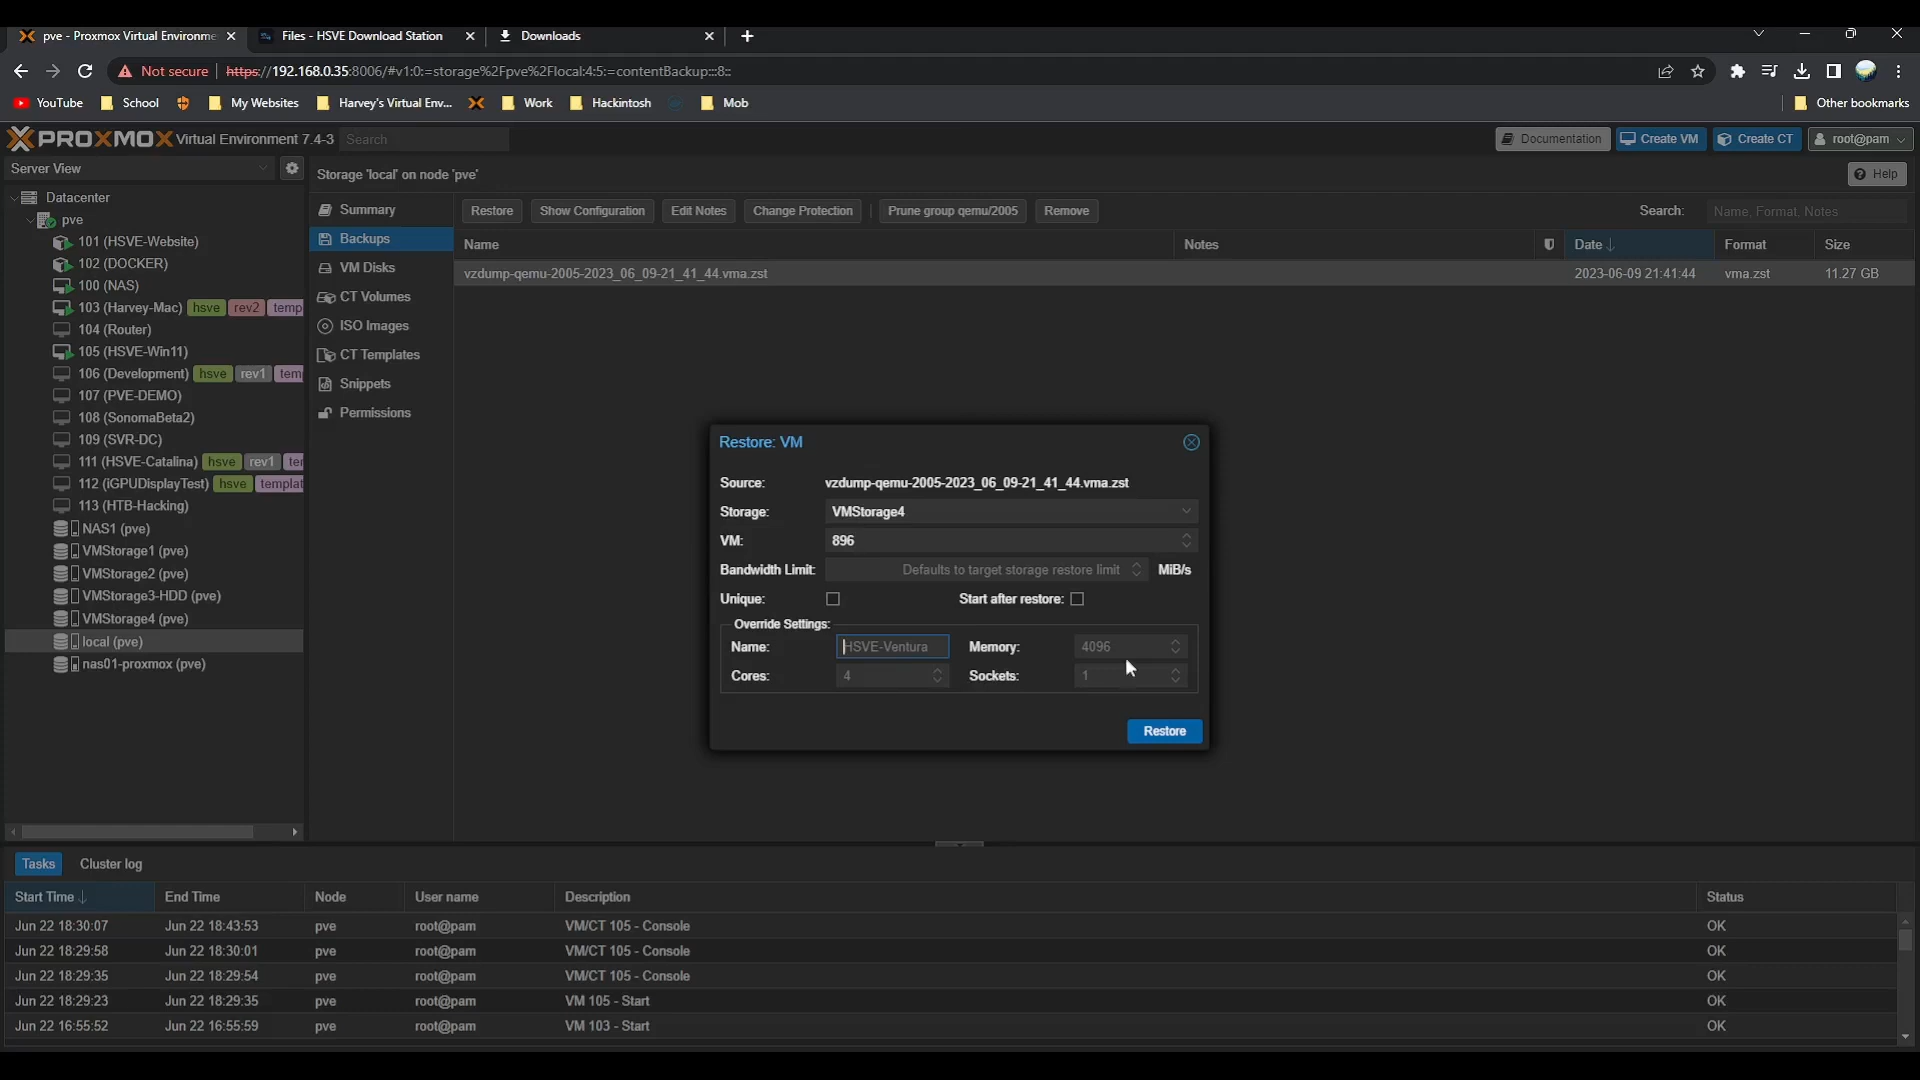 pve - Proxmox Virtual Environme
Files - HSVE Download Station
Downloads
Not secure
https://192.168.0.35:8006/#v1:0:=storage%2Fpve%2Flocal:4:5:=contentBackup:::8::
YouTube
School
My Websites
Harvey's Virtual Env...
Work
Hackintosh
Mob
Other bookmarks
PROXMOX Virtual Environment 7.4-3
Search
Documentation
Create VM
Create CT
root@pam
Server View
Storage 'local' on node 'pve'
Help
Datacenter
pve
101 (HSVE-Website)
102 (DOCKER)
100 (NAS)
103 (Harvey-Mac) hsve rev2 temp
104 (Router)
105 (HSVE-Win11)
106 (Development) hsve rev1 tem
107 (PVE-DEMO)
108 (SonomaBeta2)
109 (SVR-DC)
111 (HSVE-Catalina) hsve rev1 ter
112 (iGPUDisplayTest) hsve templat
113 (HTB-Hacking)
NAS1 (pve)
VMStorage1 (pve)
VMStorage2 (pve)
VMStorage3-HDD (pve)
VMStorage4 (pve)
local (pve)
nas01-proxmox (pve)
Summary
Backups
VM Disks
CT Volumes
ISO Images
CT Templates
Snippets
Permissions
Restore
Show Configuration
Edit Notes
Change Protection
Prune group qemu/2005
Remove
Search:
Name, Format, Notes
Name
Notes
Date
Format
Size
vzdump-qemu-2005-2023_06_09-21_41_44.vma.zst
2023-06-09 21:41:44
vma.zst
11.27 GB
Restore: VM
Source: vzdump-qemu-2005-2023_06_09-21_41_44.vma.zst
Storage: VMStorage4
VM: 896
Bandwidth Limit: Defaults to target storage restore limit MiB/s
Unique:
Start after restore:
Override Settings:
Name: HSVE-Ventura
Memory: 4096
Cores: 4
Sockets: 1
Restore
Tasks
Cluster log
Start Time End Time Node User name Description Status
Jun 22 18:30:07 Jun 22 18:43:53 pve root@pam VM/CT 105 - Console OK
Jun 22 18:29:58 Jun 22 18:30:01 pve root@pam VM/CT 105 - Console OK
Jun 22 18:29:35 Jun 22 18:29:54 pve root@pam VM/CT 105 - Console OK
Jun 22 18:29:23 Jun 22 18:29:35 pve root@pam VM 105 - Start OK
Jun 22 16:55:52 Jun 22 16:55:59 pve root@pam VM 103 - Start OK